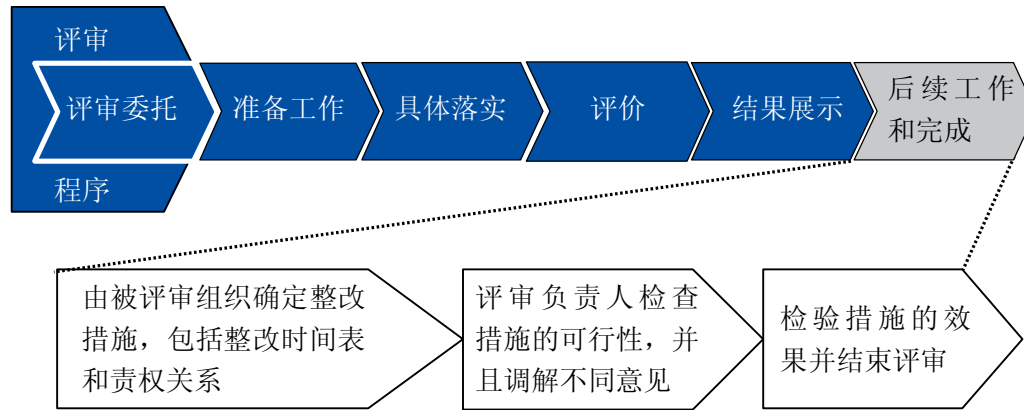 评审
评审委托
程序
准备工作
具体落实
评价
结果展示
后续工作
和完成
由被评审组织确定整改
措施，包括整改时间表
和责权关系
评审负责人检查
措施的可行性，并
且调解不同意见
检验措施的效
果并结束评审